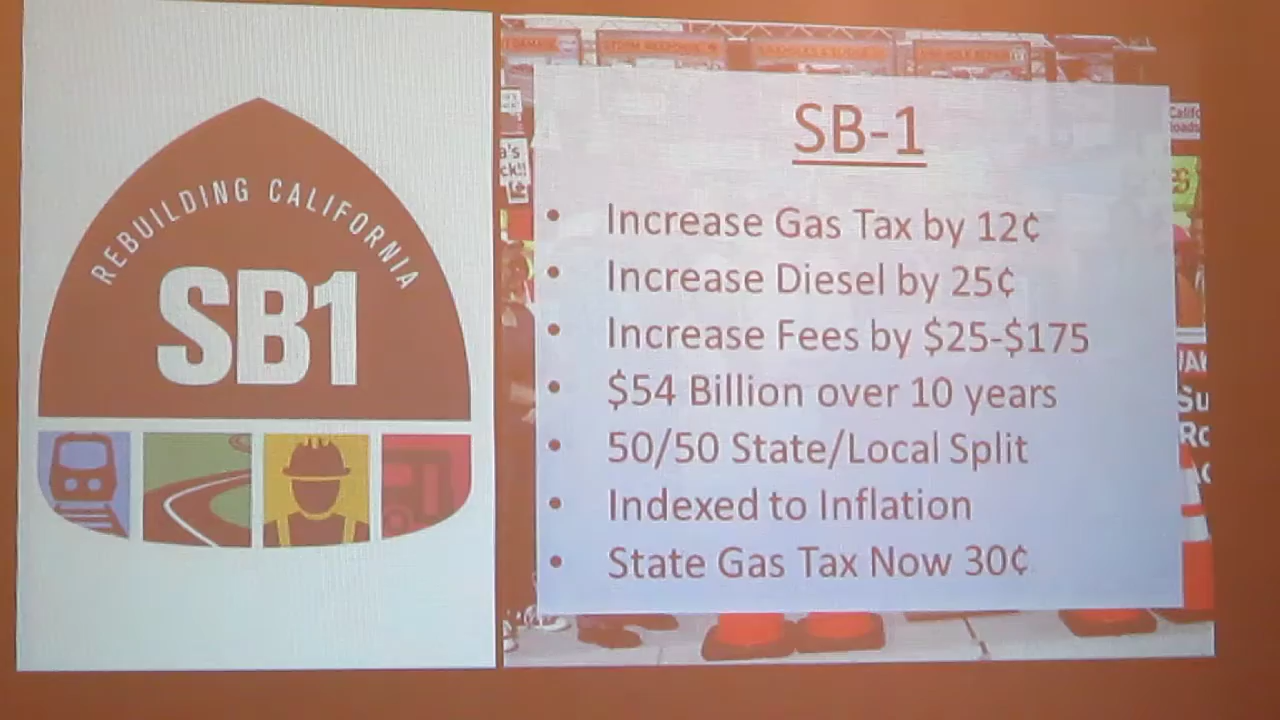 REBUILDING CALIFORNIA
SB1
SB-1
• Increase Gas Tax by 12¢
• Increase Diesel by 25¢
• Increase Fees by $25-$175
• $54 Billion over 10 years
• 50/50 State/Local Split
• Indexed to Inflation
• State Gas Tax Now 30¢